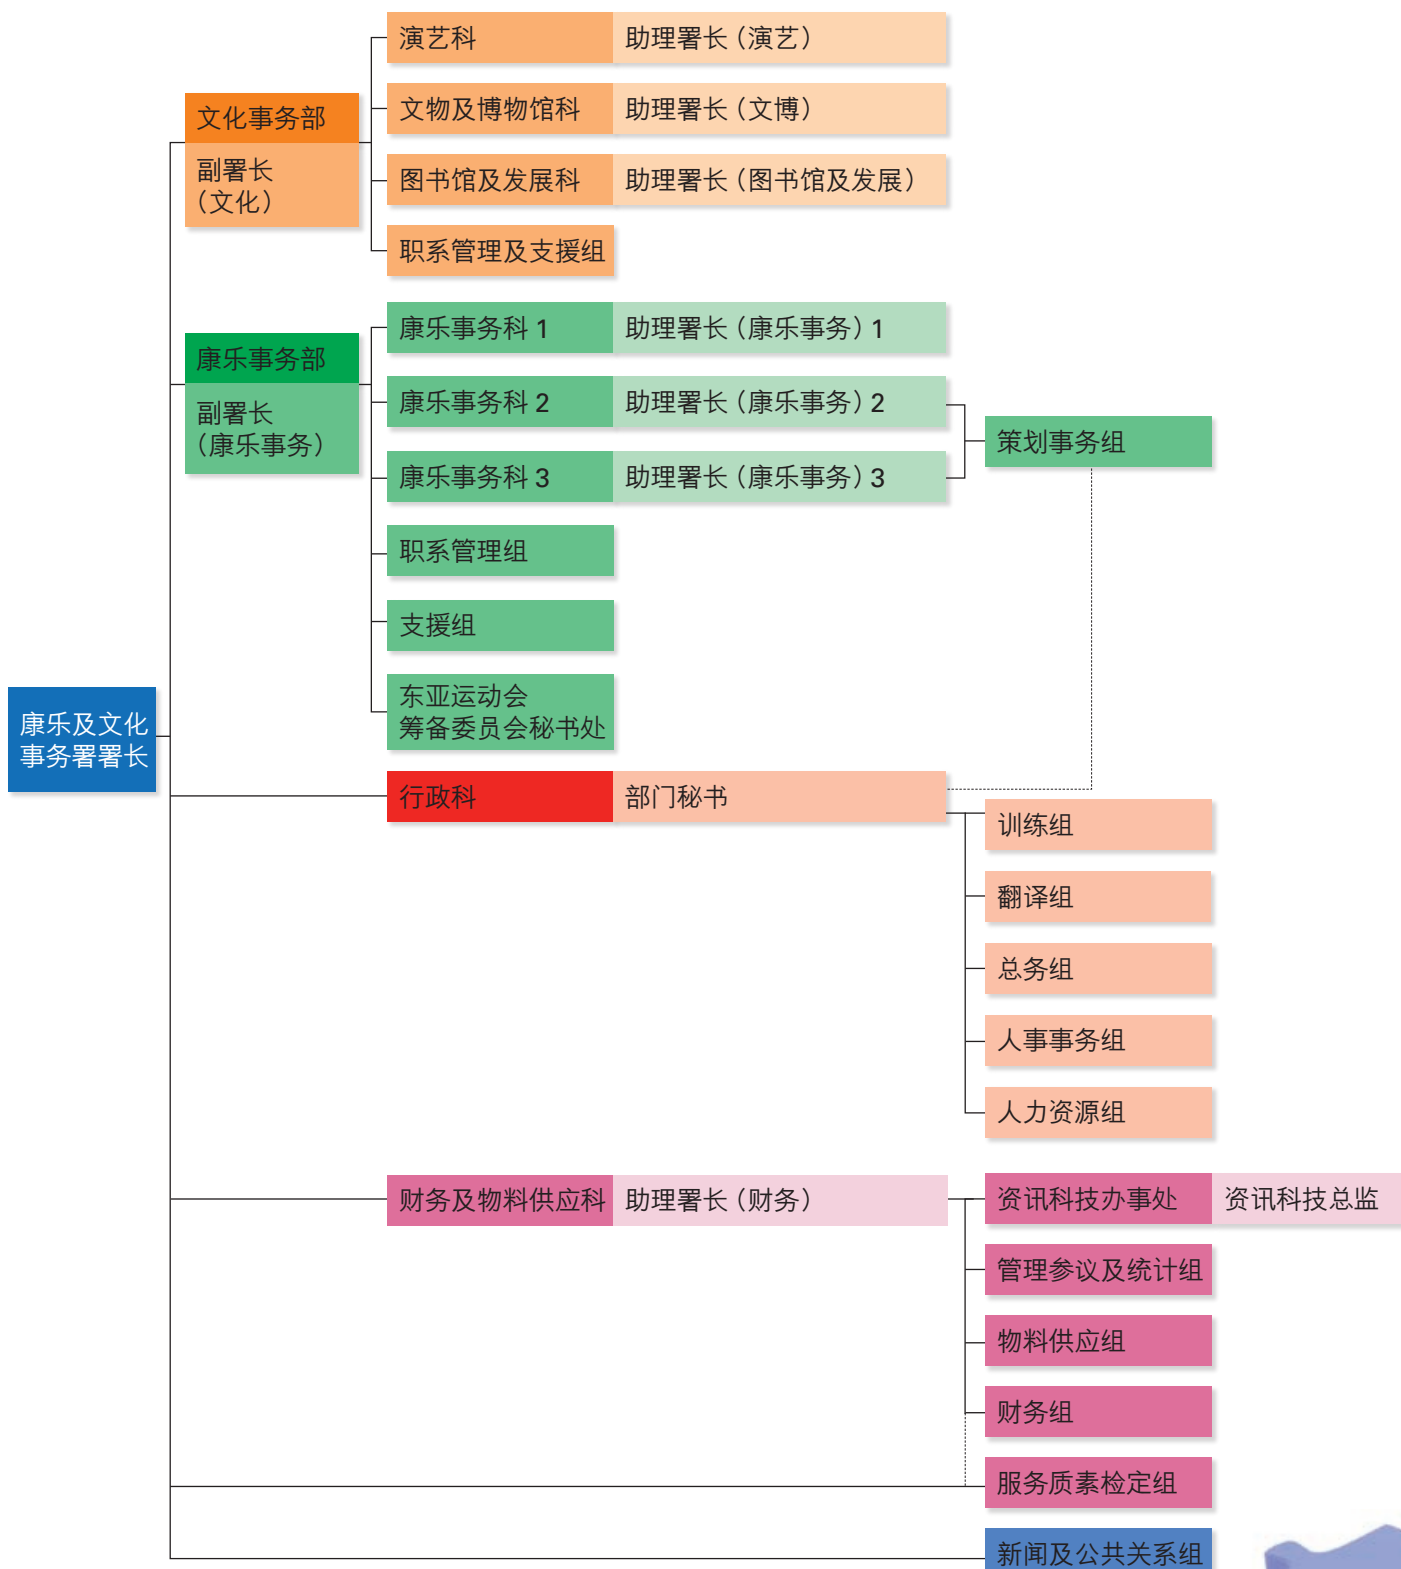 演艺科
助理署长（演艺）
文化事务部
副署长
（文化）
文物及博物馆科
助理署长（文博）
图书馆及发展科
助理署长（图书馆及发展）
职系管理及支援组
康乐事务部
副署长
（康乐事务）
康乐事务科 1
助理署长（康乐事务）1
康乐事务科 2
助理署长（康乐事务）2
康乐事务科 3
助理署长（康乐事务）3
策划事务组
职系管理组
支援组
东亚运动会
筹备委员会秘书处
康乐及文化
事务署署长
行政科
部门秘书
训练组
翻译组
总务组
人事事务组
人力资源组
财务及物料供应科
助理署长（财务）
资讯科技办事处
资讯科技总监
管理参议及统计组
物料供应组
财务组
服务质素检定组
新闻及公共关系组